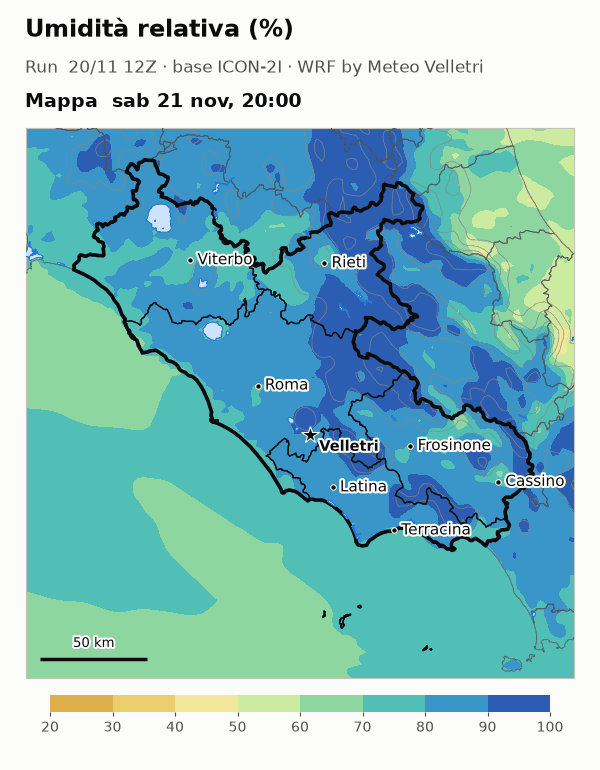 Umidità relativa (%)
Run  20/11 12Z · base ICON-2I · WRF by Meteo Velletri
Mappa  sab 21 nov, 20:00
Viterbo
Rieti
Roma
Velletri
Frosinone
Cassino
Latina
Terracina
50 km
20 30 40 50 60 70 80 90 100